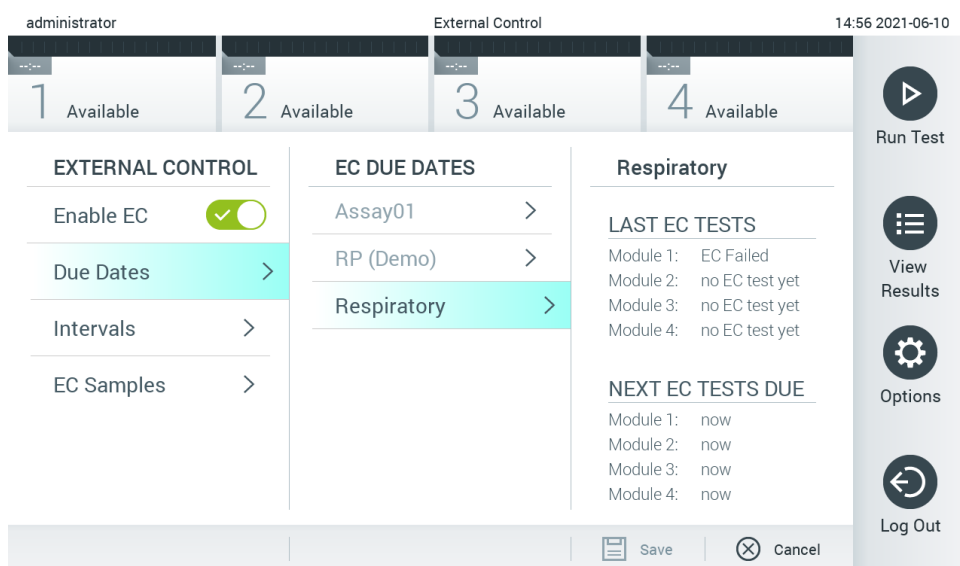 administrator External Control 14:56 2021-06-10
--:-- --:-- --:-- --:--
1 Available 2 Available 3 Available 4 Available
Run Test
EXTERNAL CONTROL
Enable EC
Due Dates
Intervals
EC Samples
EC DUE DATES
Assay01
RP (Demo)
Respiratory
Respiratory
LAST EC TESTS
Module 1: EC Failed
Module 2: no EC test yet
Module 3: no EC test yet
Module 4: no EC test yet
NEXT EC TESTS DUE
Module 1: now
Module 2: now
Module 3: now
Module 4: now
View
Results
Options
Log Out
Save Cancel